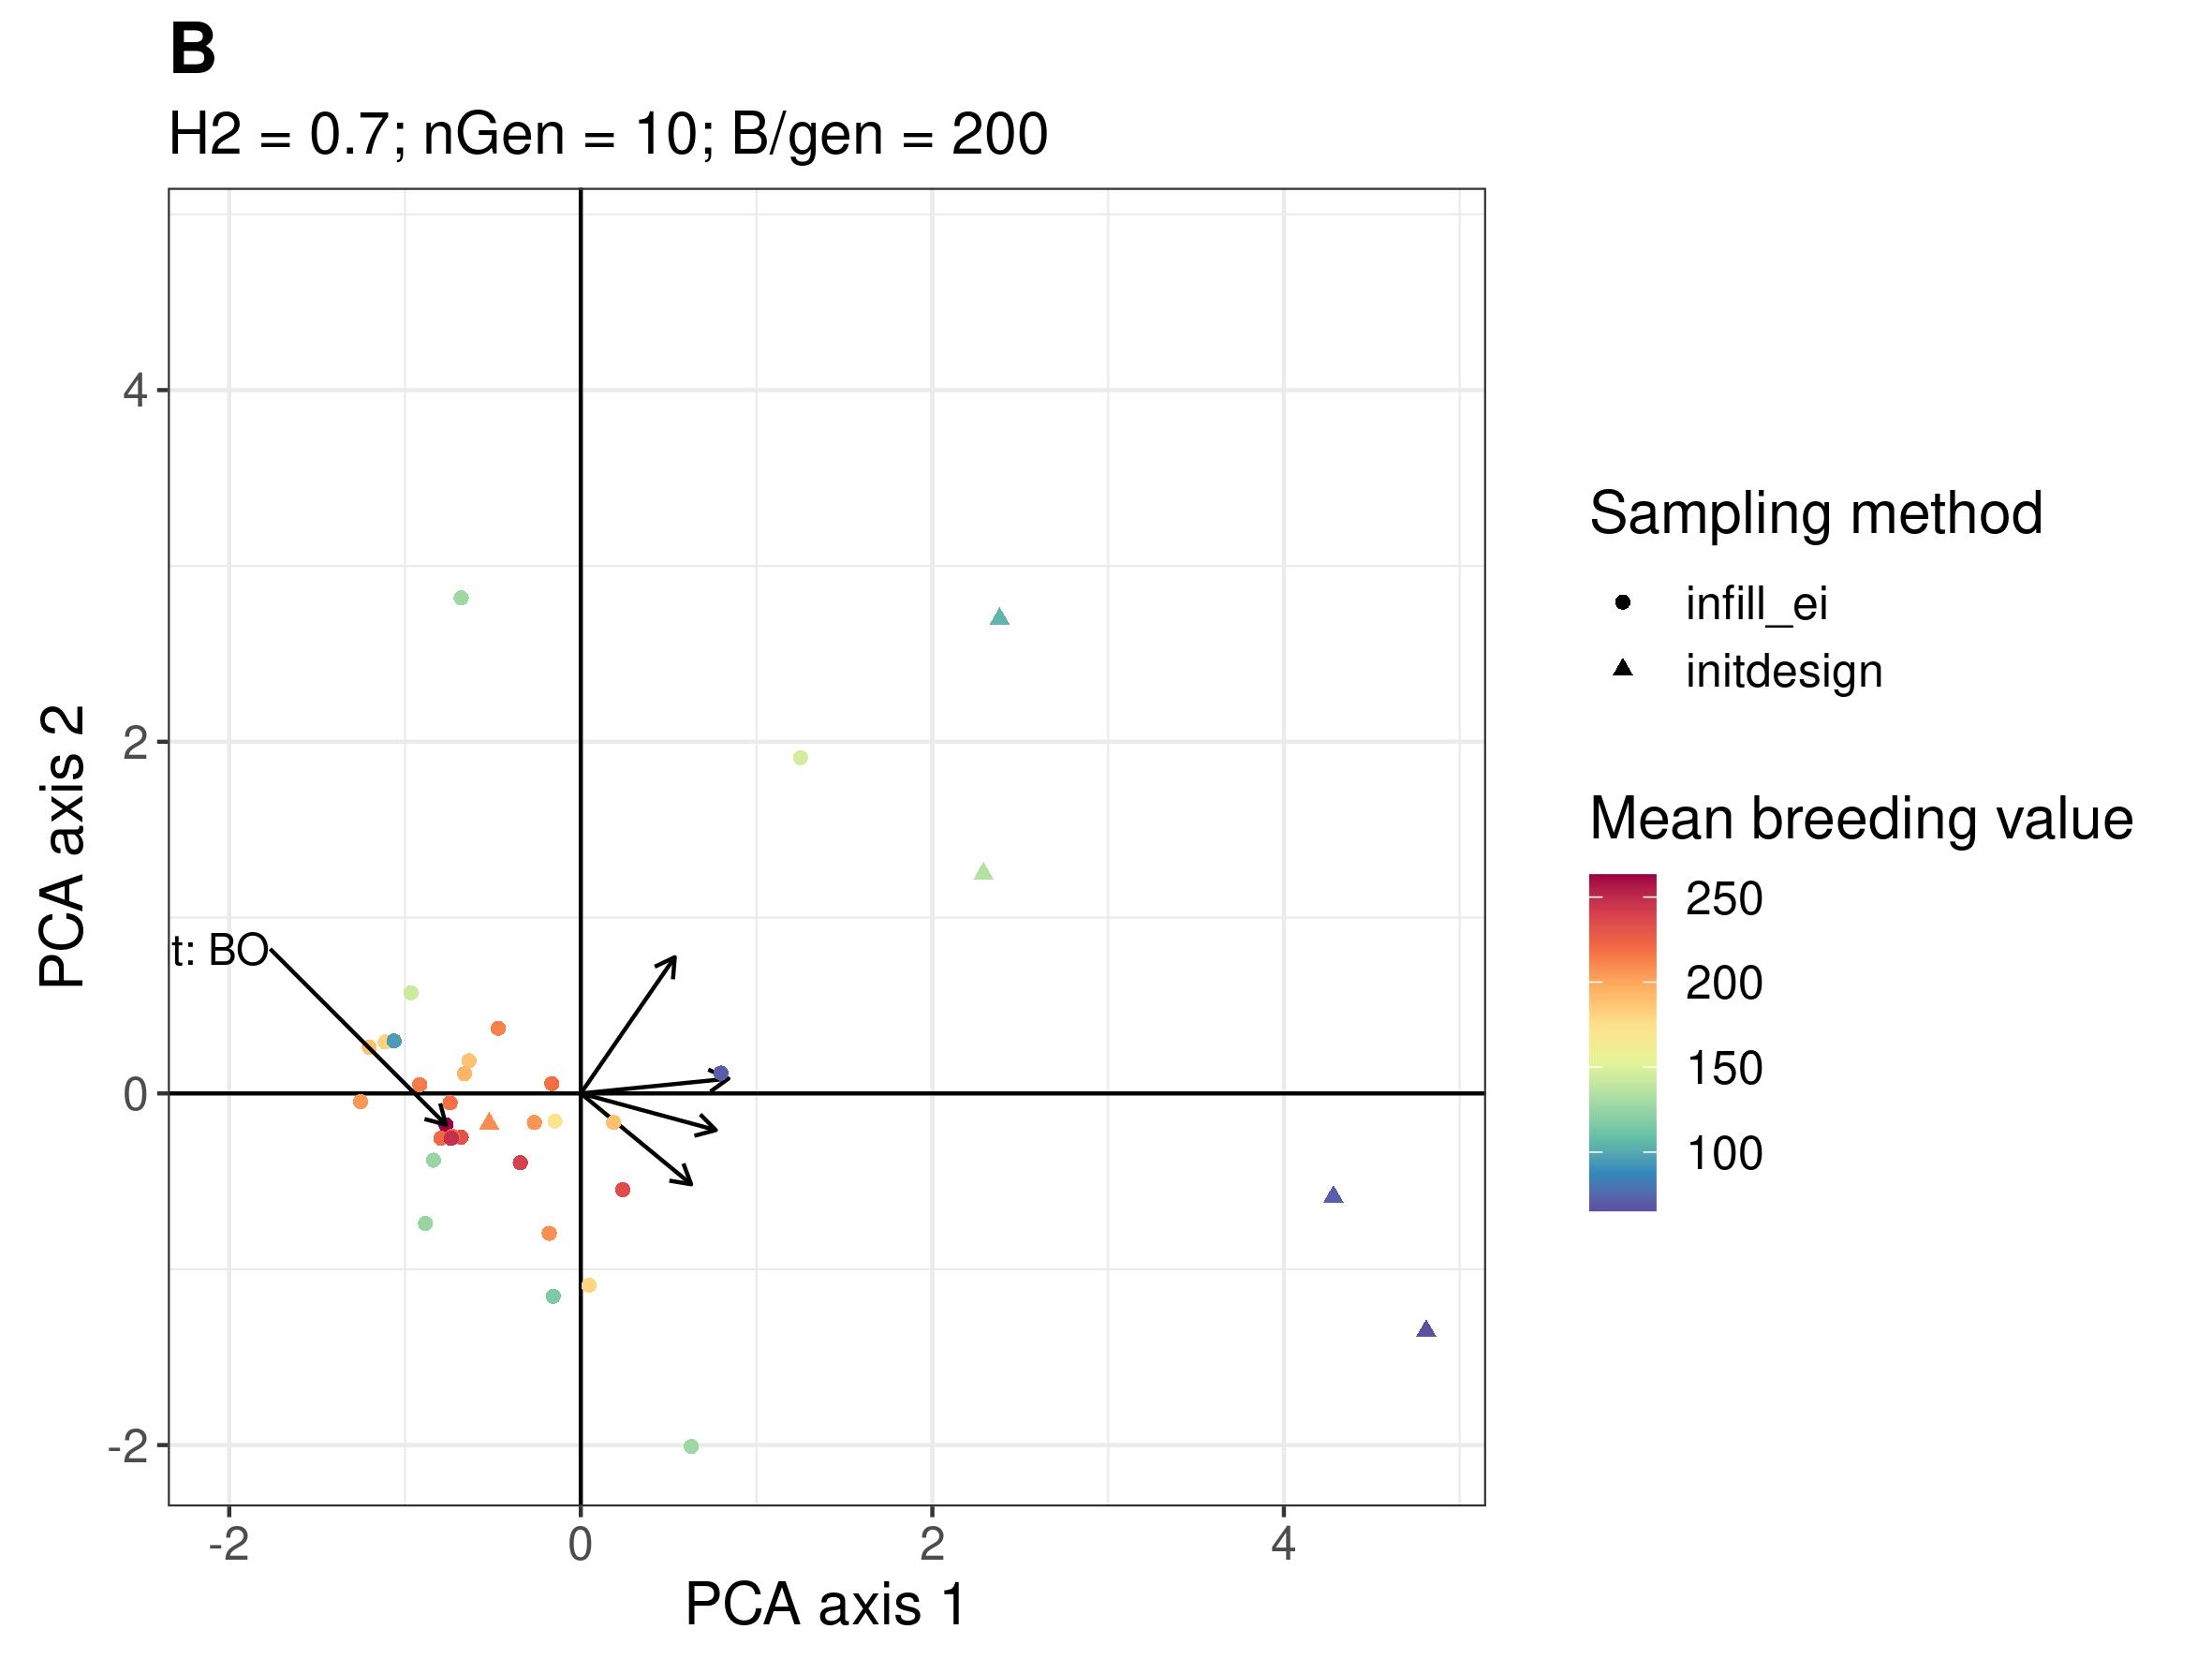 B
H2 = 0.7; nGen = 10; B/gen = 200
PCA axis 2
4
2
0
-2
t: BO
-2
0
2
4
PCA axis 1
Sampling method
infill_ei
initdesign
Mean breeding value
250
200
150
100